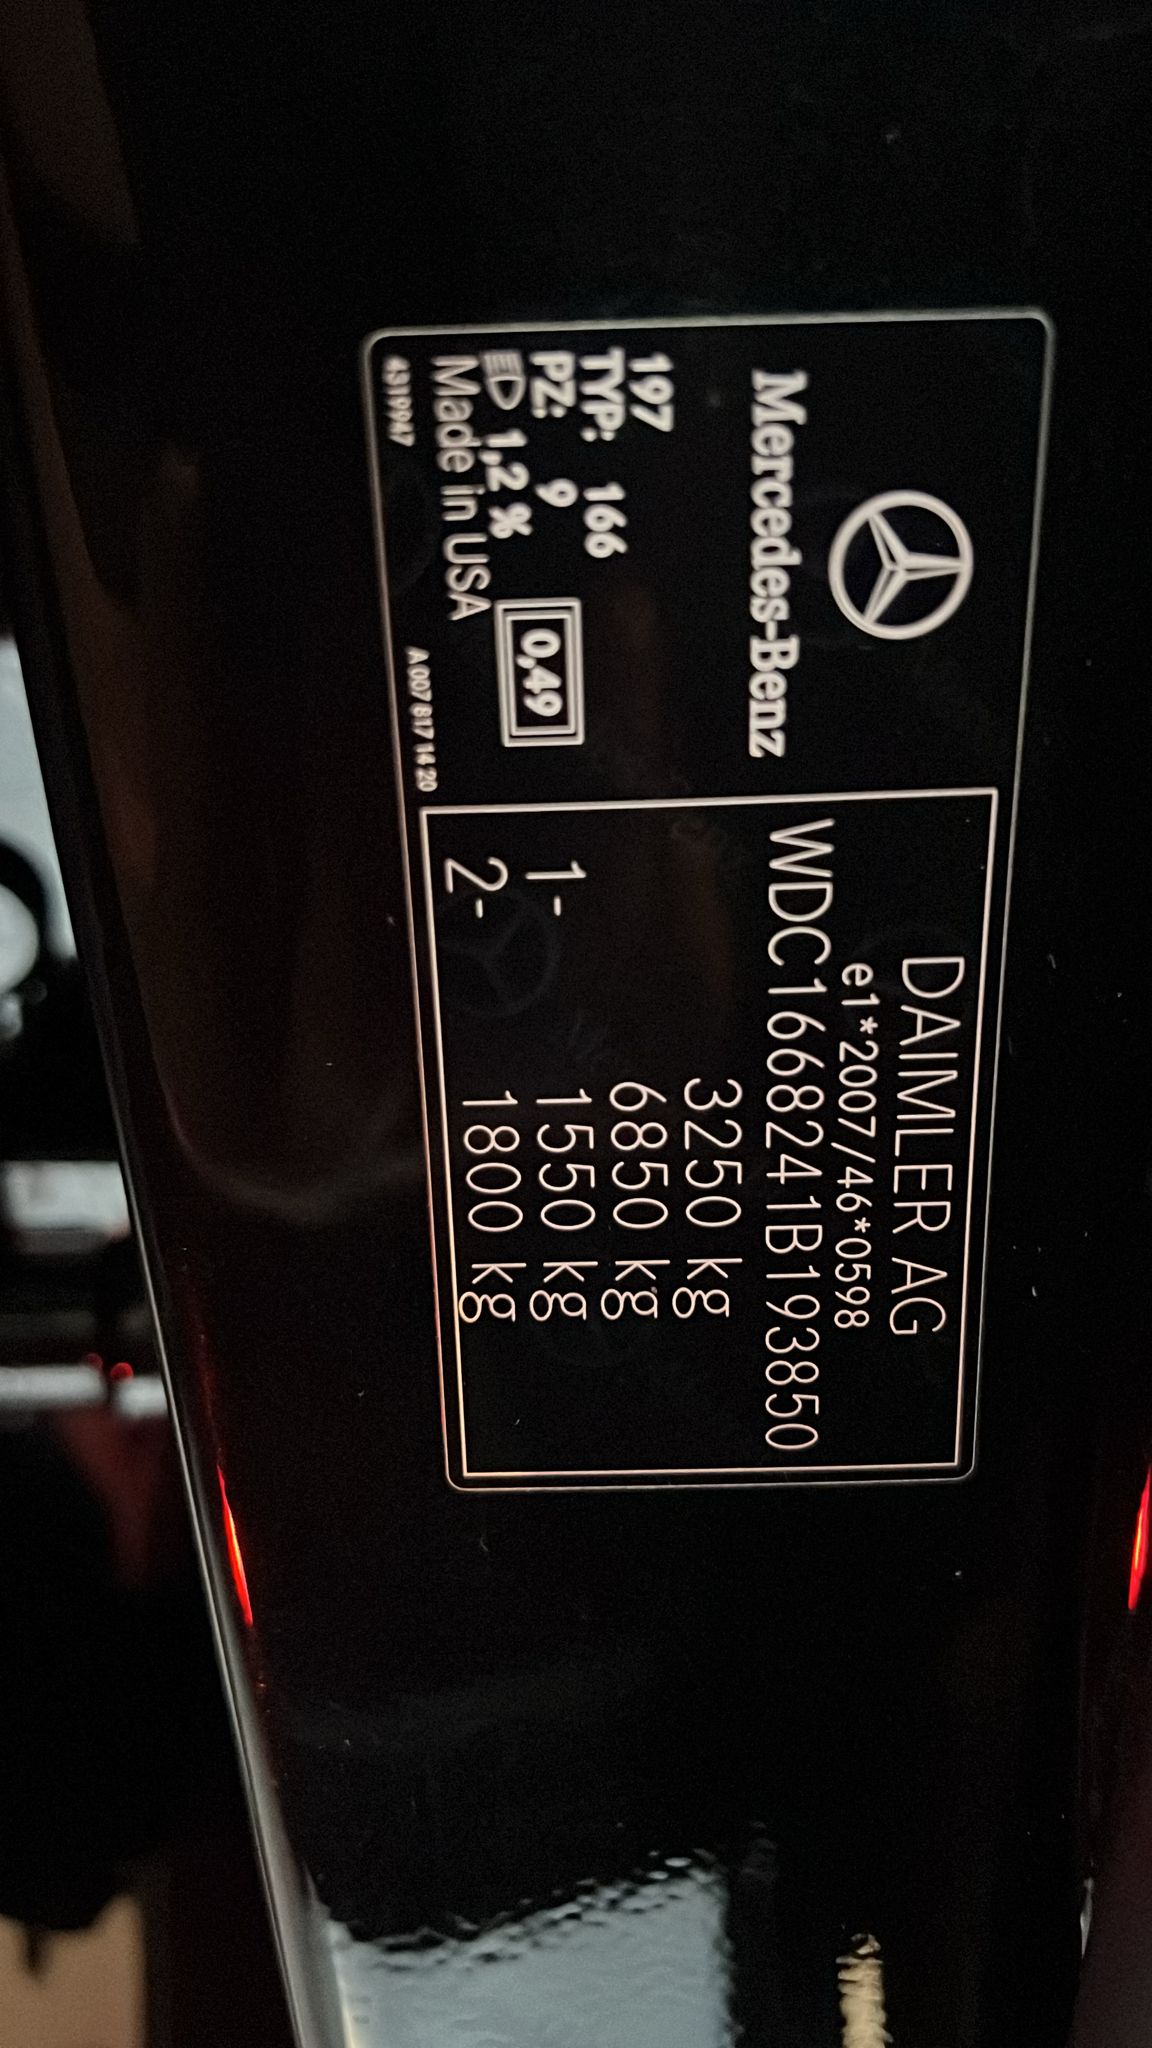 Mercedes-Benz
197
TYP: 166
PZ: 9
1,2 %
0,49
Made in USA
4319947
A 007 817 14 20
DAIMLER AG
e1*2007/46*0598
WDC1668241B193850
3250 kg
6850 kg
1- 1550 kg
2- 1800 kg